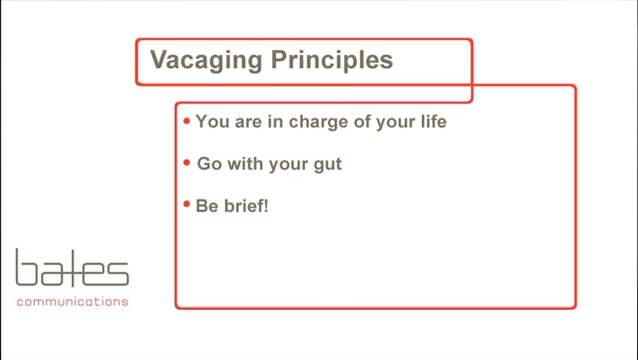 Vacaging Principles
You are in charge of your life
Go with your gut
Be brief!
bates
communications